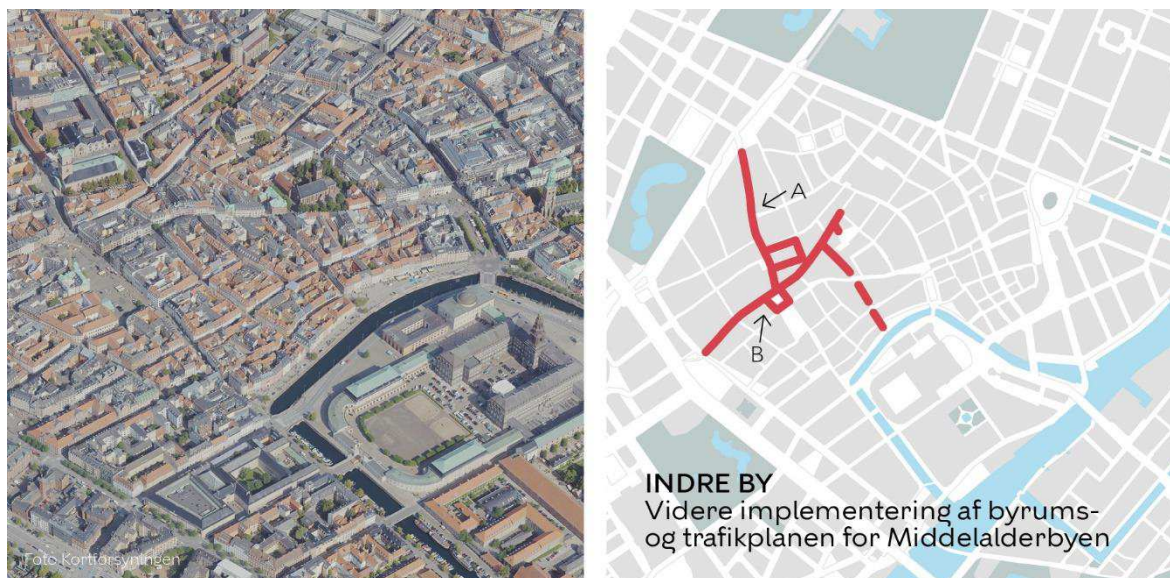 Foto Kortforsyningen
A
B
INDRE BY
Videre implementering af byrums-
og trafikplanen for Middelalderbyen